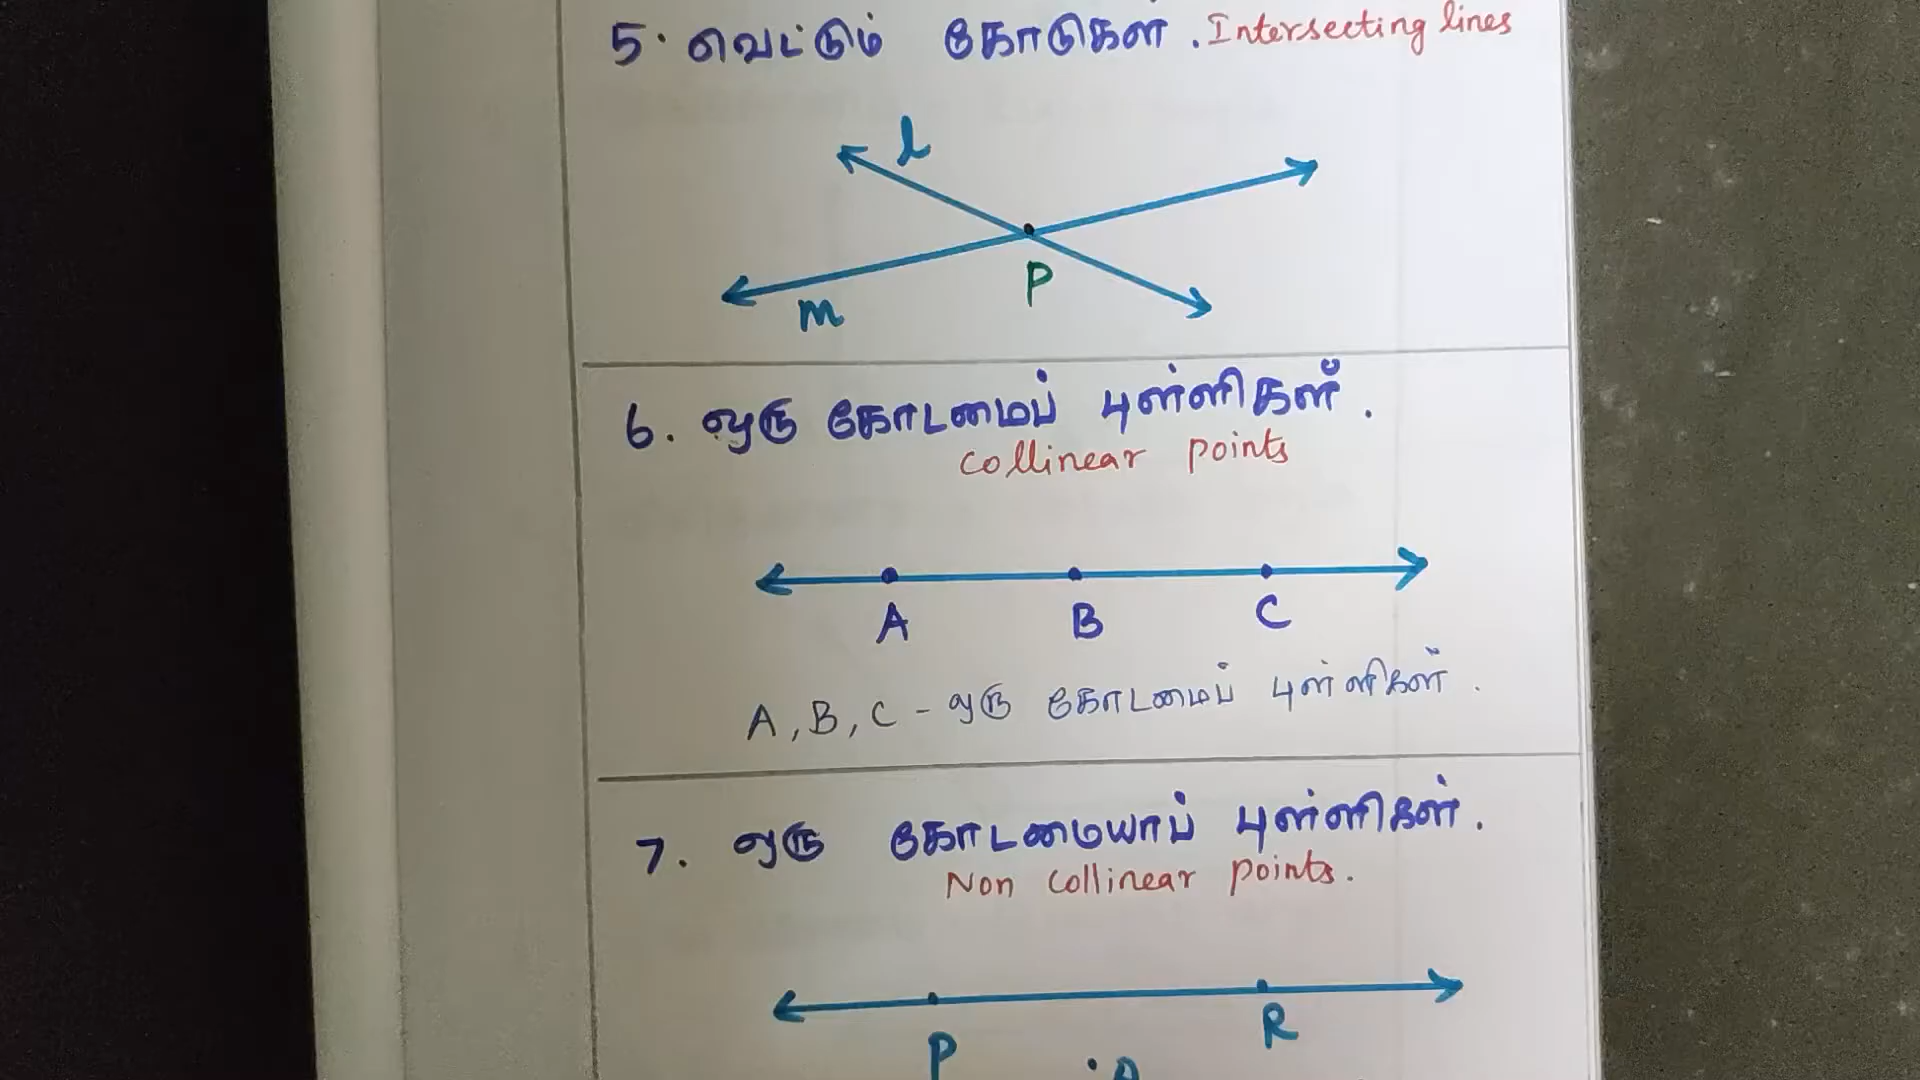 5. வெட்டும் கோடுகள். Intersecting lines
l
m
P
6. ஒரு கோடமைப் புள்ளிகள்.
collinear points
A B C
A, B, C - ஒரு கோடமைப் புள்ளிகள்.
7. ஒரு கோடமையாப் புள்ளிகள்.
Non collinear points.
P R